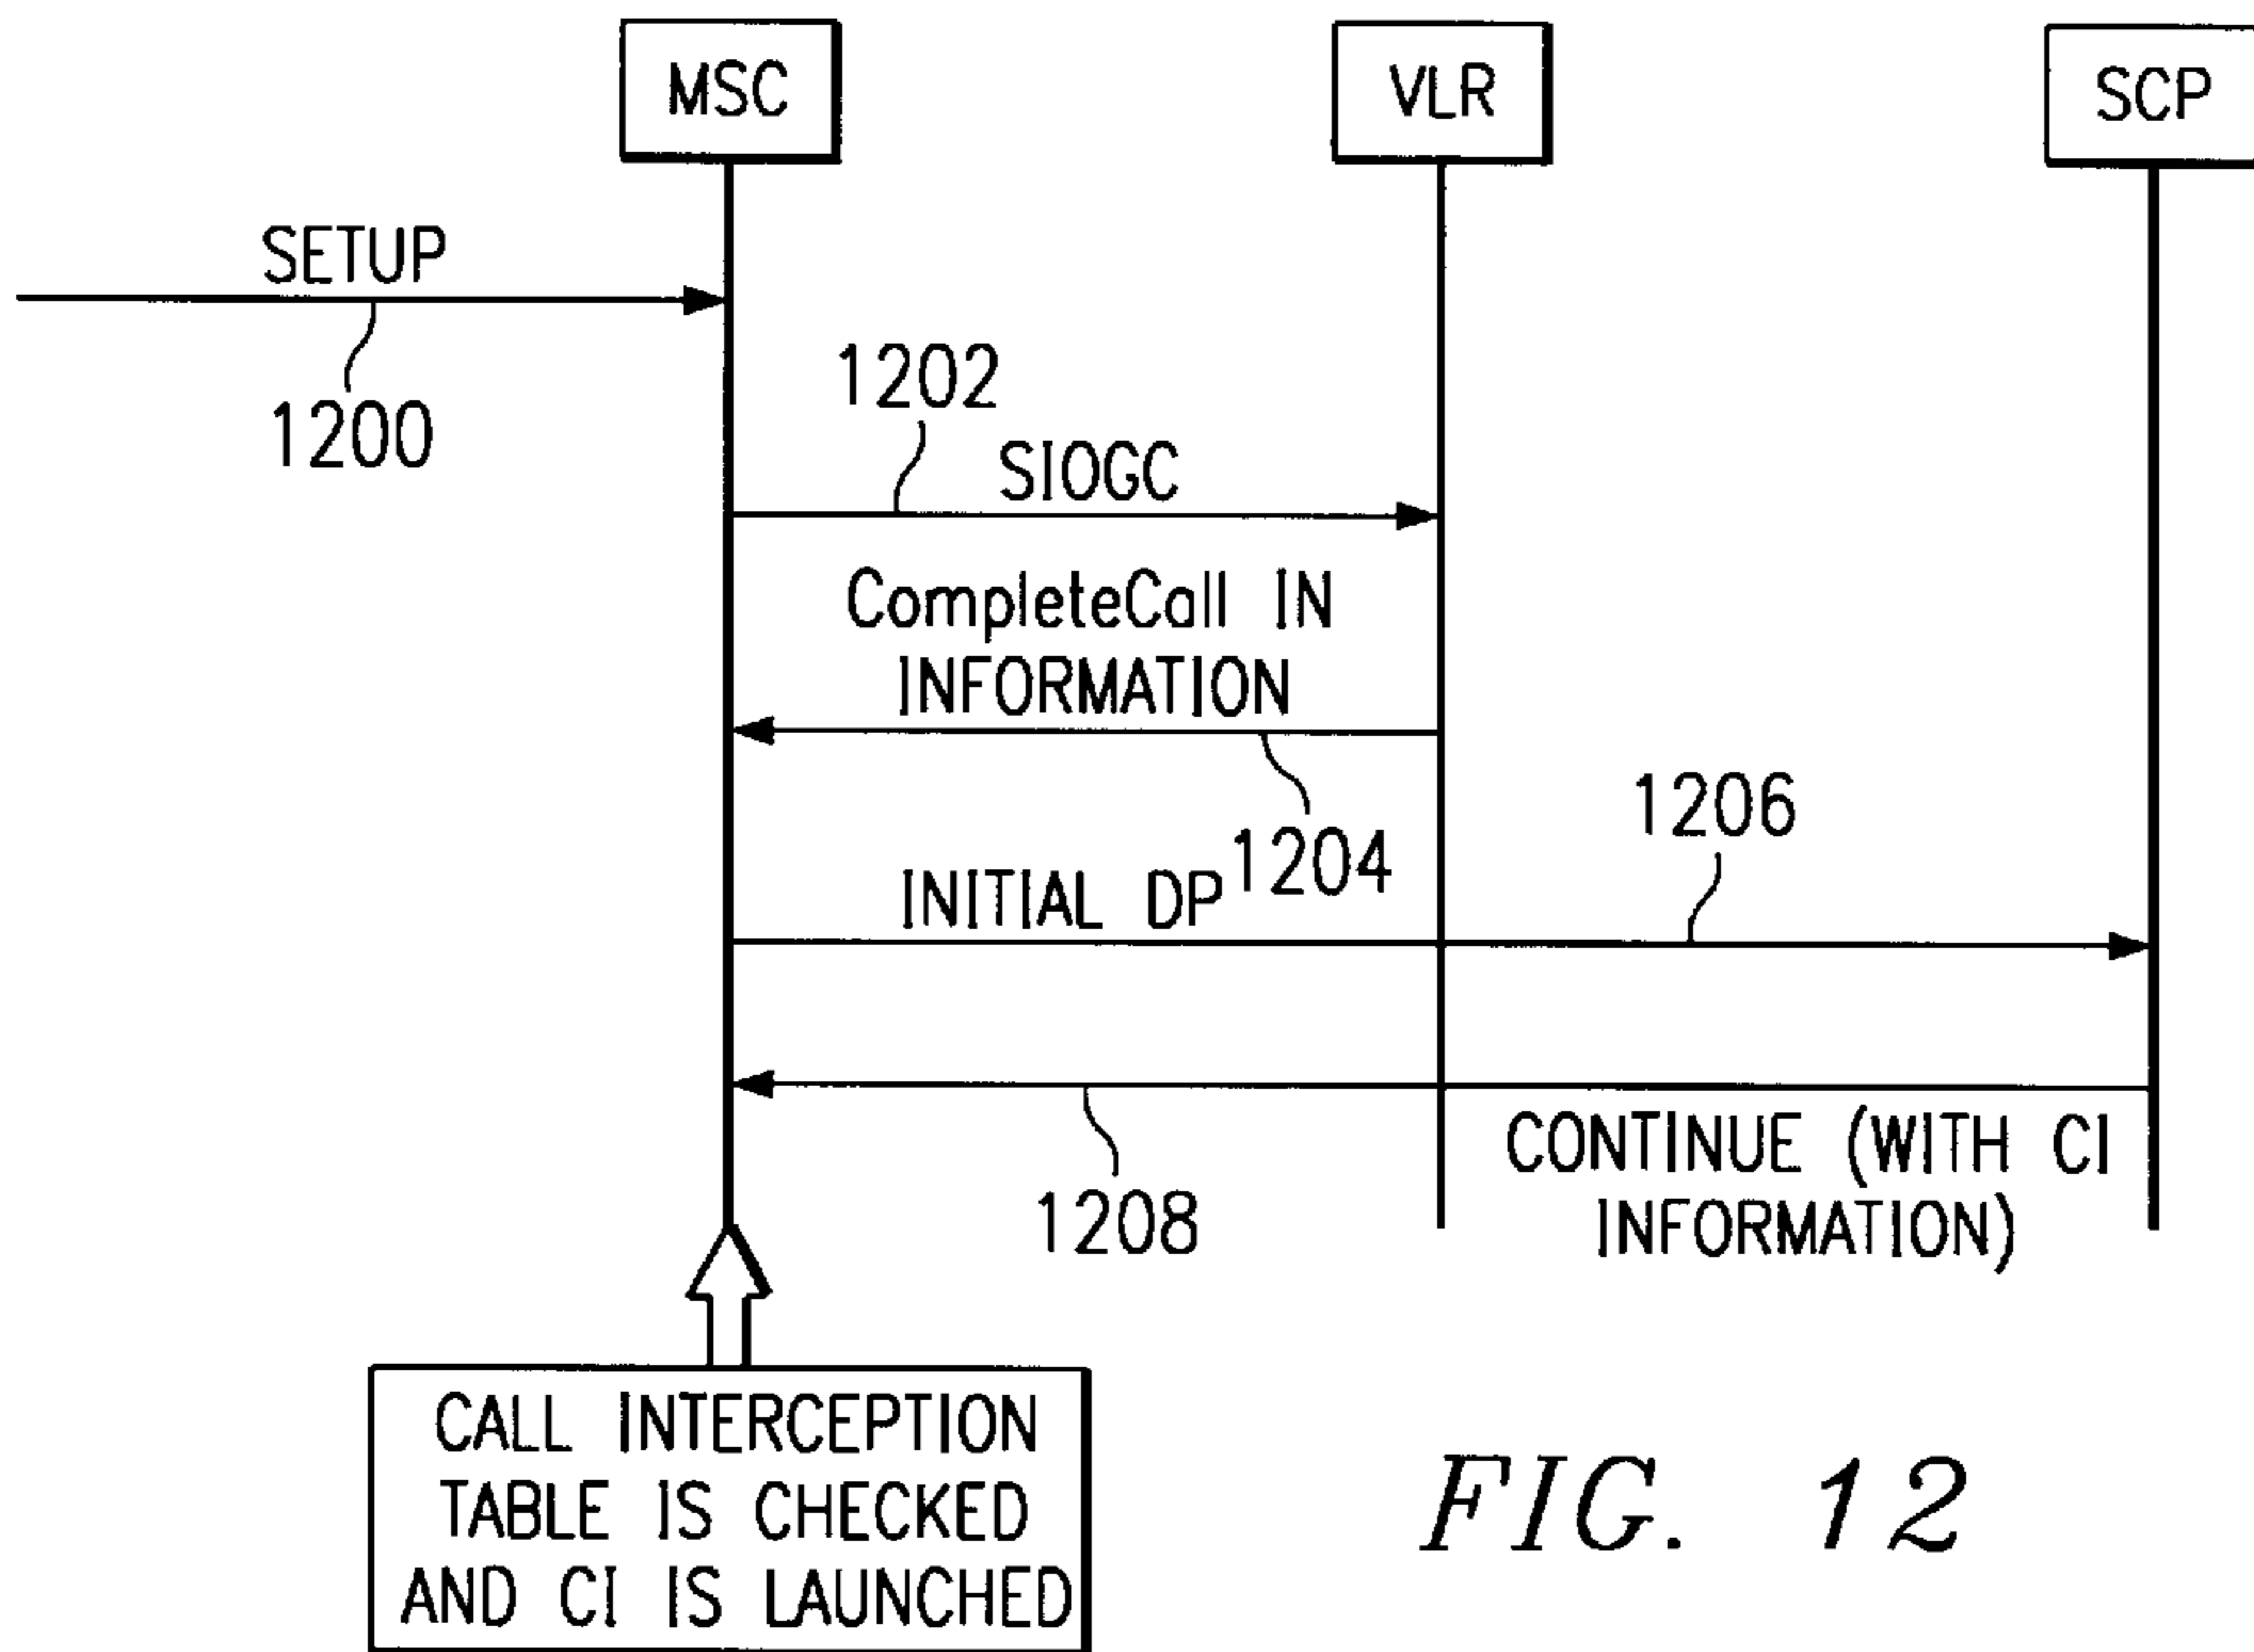 MSC
VLR
SCP
SETUP
1200
1202
SIOGC
CompleteCall IN
INFORMATION
1204
1206
INITIAL DP
1208
CONTINUE (WITH CI
INFORMATION)
CALL INTERCEPTION
TABLE IS CHECKED
AND CI IS LAUNCHED
FIG. 12